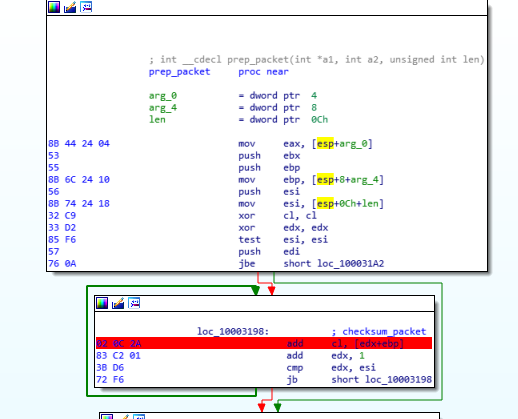 ; int __cdecl prep_packet(int *a1, int a2, unsigned int len)
prep_packet proc near
arg_0 = dword ptr 4
arg_4 = dword ptr 8
len = dword ptr 0Ch
8B 44 24 04 mov eax, [esp+arg_0]
53 push ebx
55 push ebp
8B 6C 24 10 mov ebp, [esp+8+arg_4]
56 push esi
8B 74 24 18 mov esi, [esp+0Ch+len]
32 C9 xor cl, cl
33 D2 xor edx, edx
85 F6 test esi, esi
57 push edi
76 0A jbe short loc_100031A2
loc_10003198: ; checksum_packet
02 0C 2A add cl, [edx+ebp]
83 C2 01 add edx, 1
3B D6 cmp edx, esi
72 F6 jb short loc_10003198